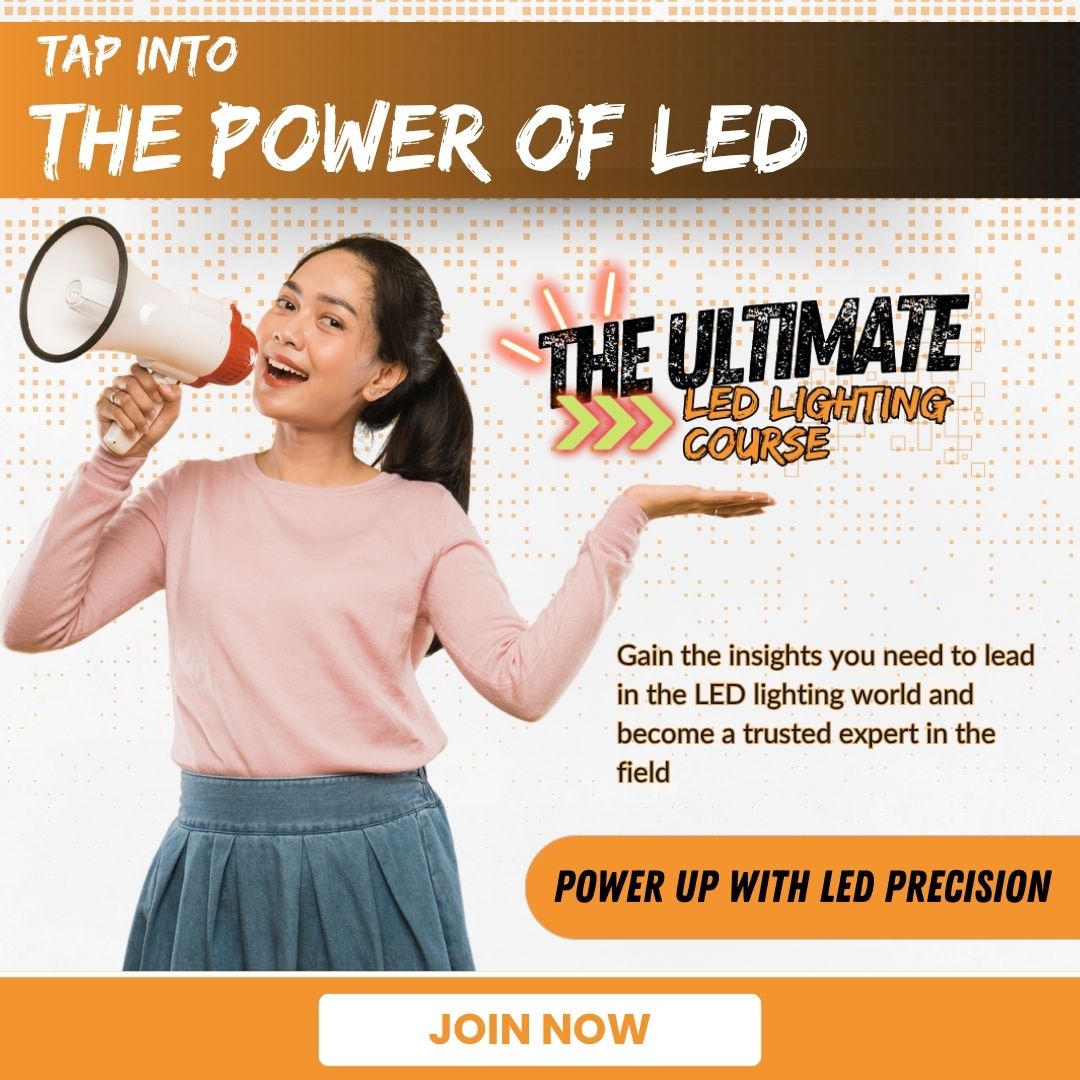 TAP INTO
THE POWER OF LED
THE ULTIMATE
LED LIGHTING
COURSE
Gain the insights you need to lead
in the LED lighting world and
become a trusted expert in the
field
POWER UP WITH LED PRECISION
JOIN NOW